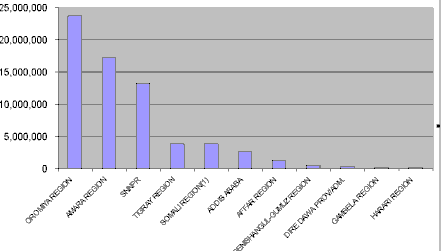 25,000,000
20,000,000
15,000,000
10,000,000
5,000,000
0
OROMIYA REGION
AMARA REGION
SNNPR
TIGRAY REGION
SOMALI REGION(1)
ADDIS ABABA
AFFAR REGION
BENISHANGUL-GUMUZ REGION
DIRE DAWA PROV/ADM.
GAMBELA REGION
HARARI REGION